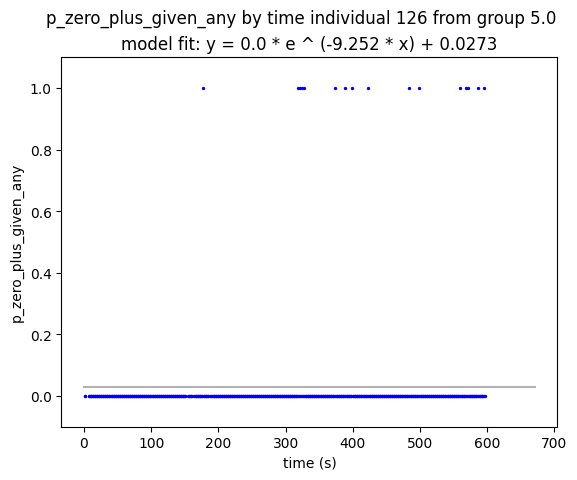 p_zero_plus_given_any by time individual 126 from group 5.0
model fit: y = 0.0 * e ^ (-9.252 * x) + 0.0273
1.0
0.8
0.6
0.4
0.2
0.0
p_zero_plus_given_any
0 100 200 300 400 500 600 700
time (s)